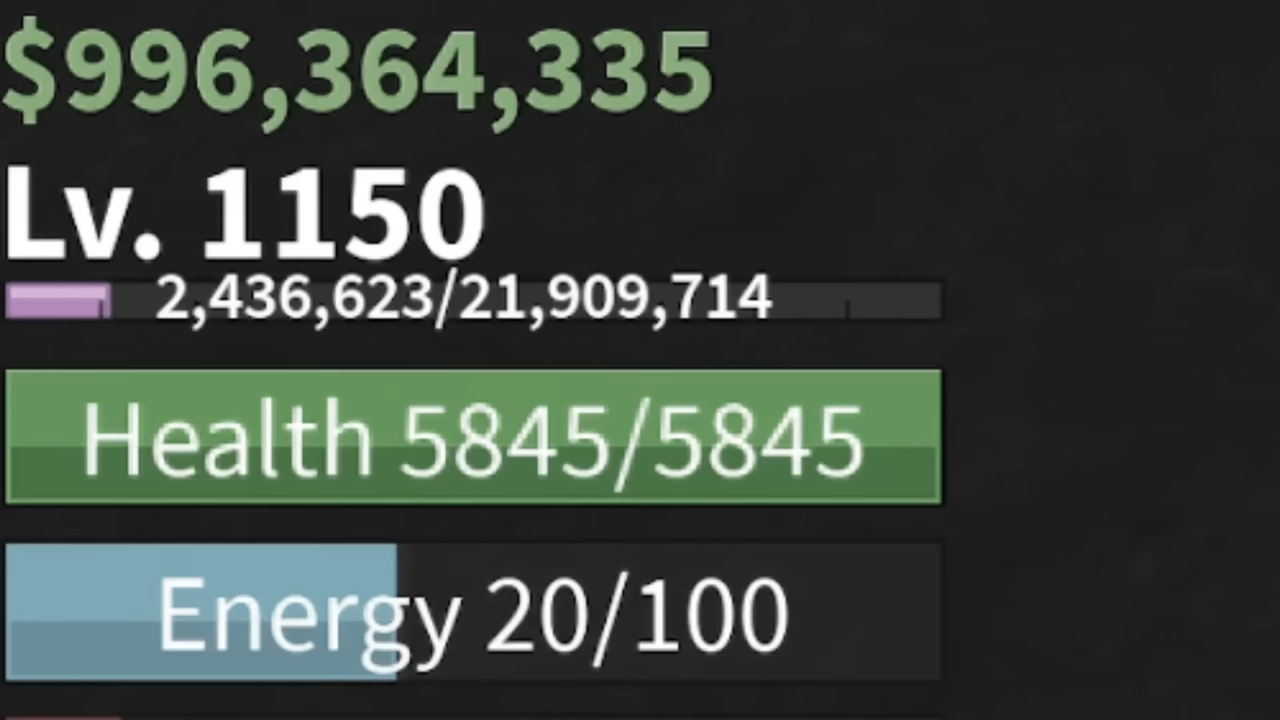 $996,364,335
Lv. 1150
2,436,623/21,909,714
Health 5845/5845
Energy 20/100